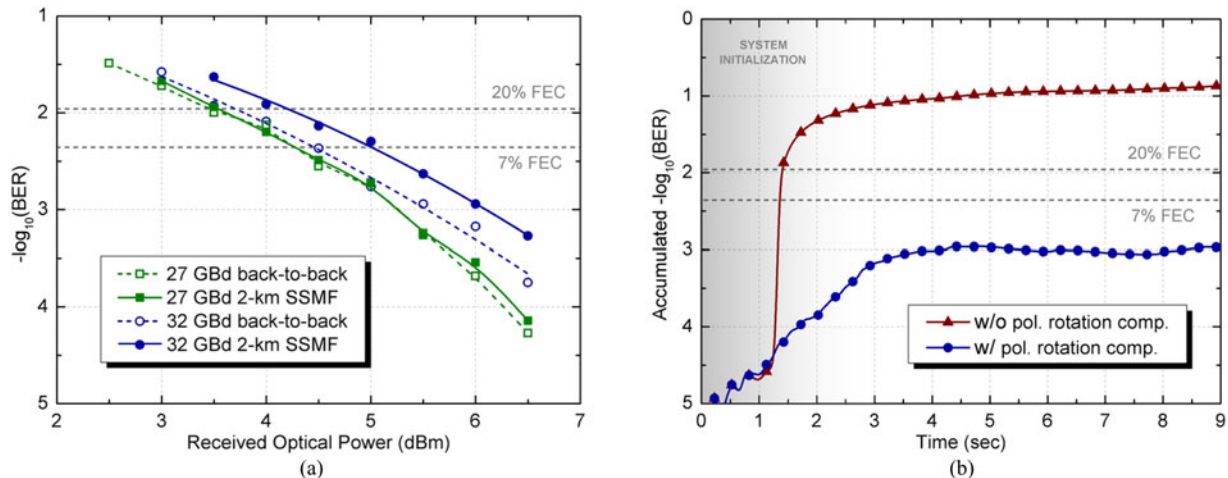 1
2
3
4
5
-log10(BER)
20% FEC
7% FEC
27 GBd back-to-back
27 GBd 2-km SSMF
32 GBd back-to-back
32 GBd 2-km SSMF
2 3 4 5 6 7
Received Optical Power (dBm)
(a)
0
1
2
3
4
5
Accumulated -log10(BER)
SYSTEM
INITIALIZATION
20% FEC
7% FEC
w/o pol. rotation comp.
w/ pol. rotation comp.
0 1 2 3 4 5 6 7 8 9
Time (sec)
(b)